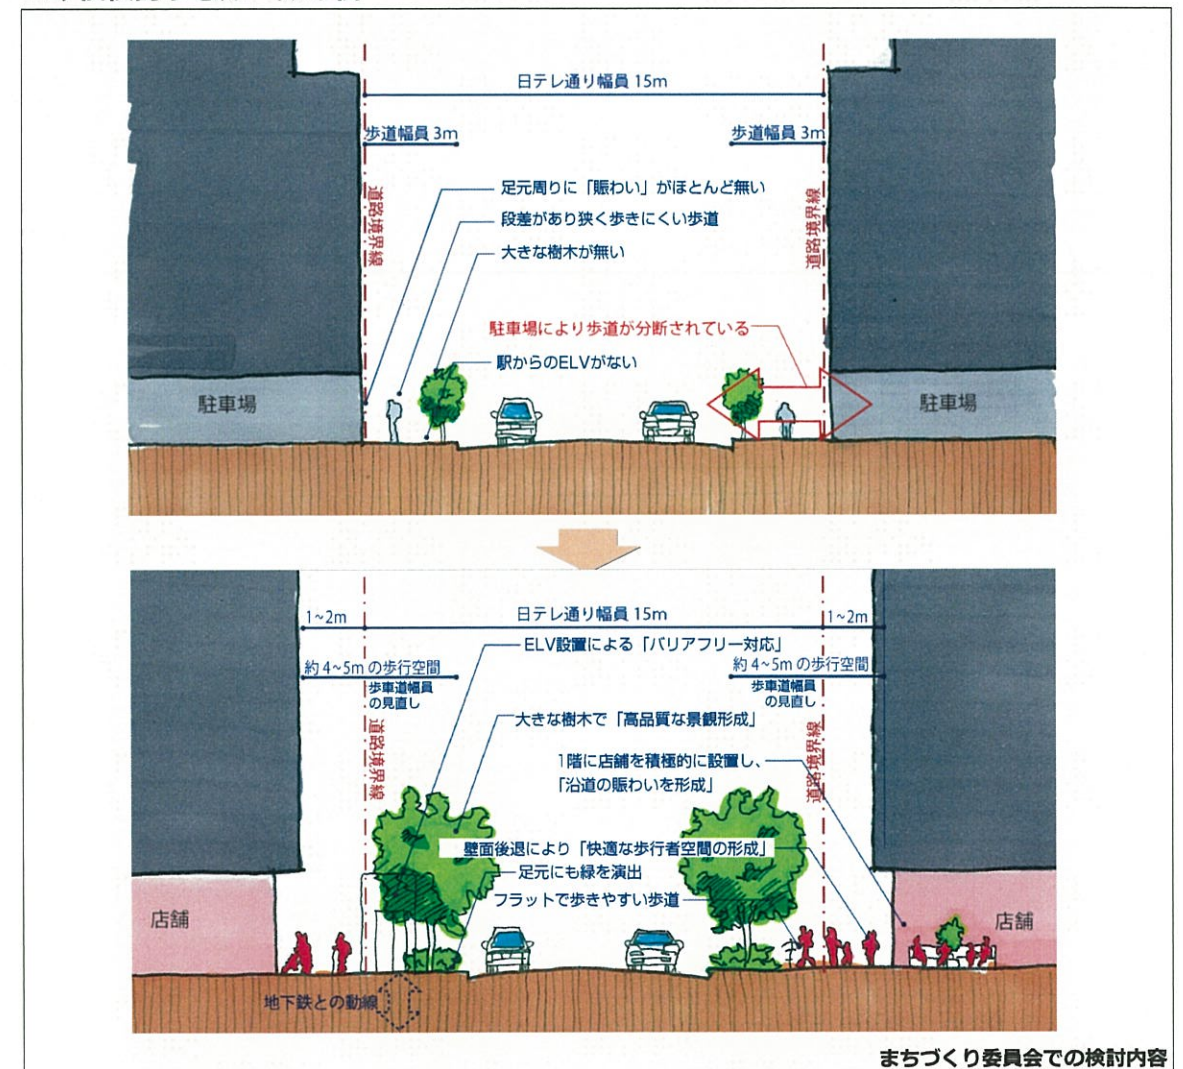 日テレ通り幅員 15m
歩道幅員 3m
歩道幅員 3m
足元周りに「賑わい」がほとんど無い
段差があり狭く歩きにくい歩道
大きな樹木が無い
道路境界線
道路境界線
駐車場により歩道が分断されている
駅からのELVがない
駐車場
駐車場
1~2m
日テレ通り幅員 15m
1~2m
ELV設置による「バリアフリー対応」
約 4~5m の歩行空間
約 4~5m の歩行空間
歩車道幅員
の見直し
歩車道幅員
の見直し
大きな樹木で「高品質な景観形成」
道路境界線
道路境界線
1階に店舗を積極的に設置し、
「沿道の賑わいを形成」
壁面後退により「快適な歩行者空間の形成」
足元にも緑を演出
フラットで歩きやすい歩道
店舗
店舗
地下鉄との動線
まちづくり委員会での検討内容